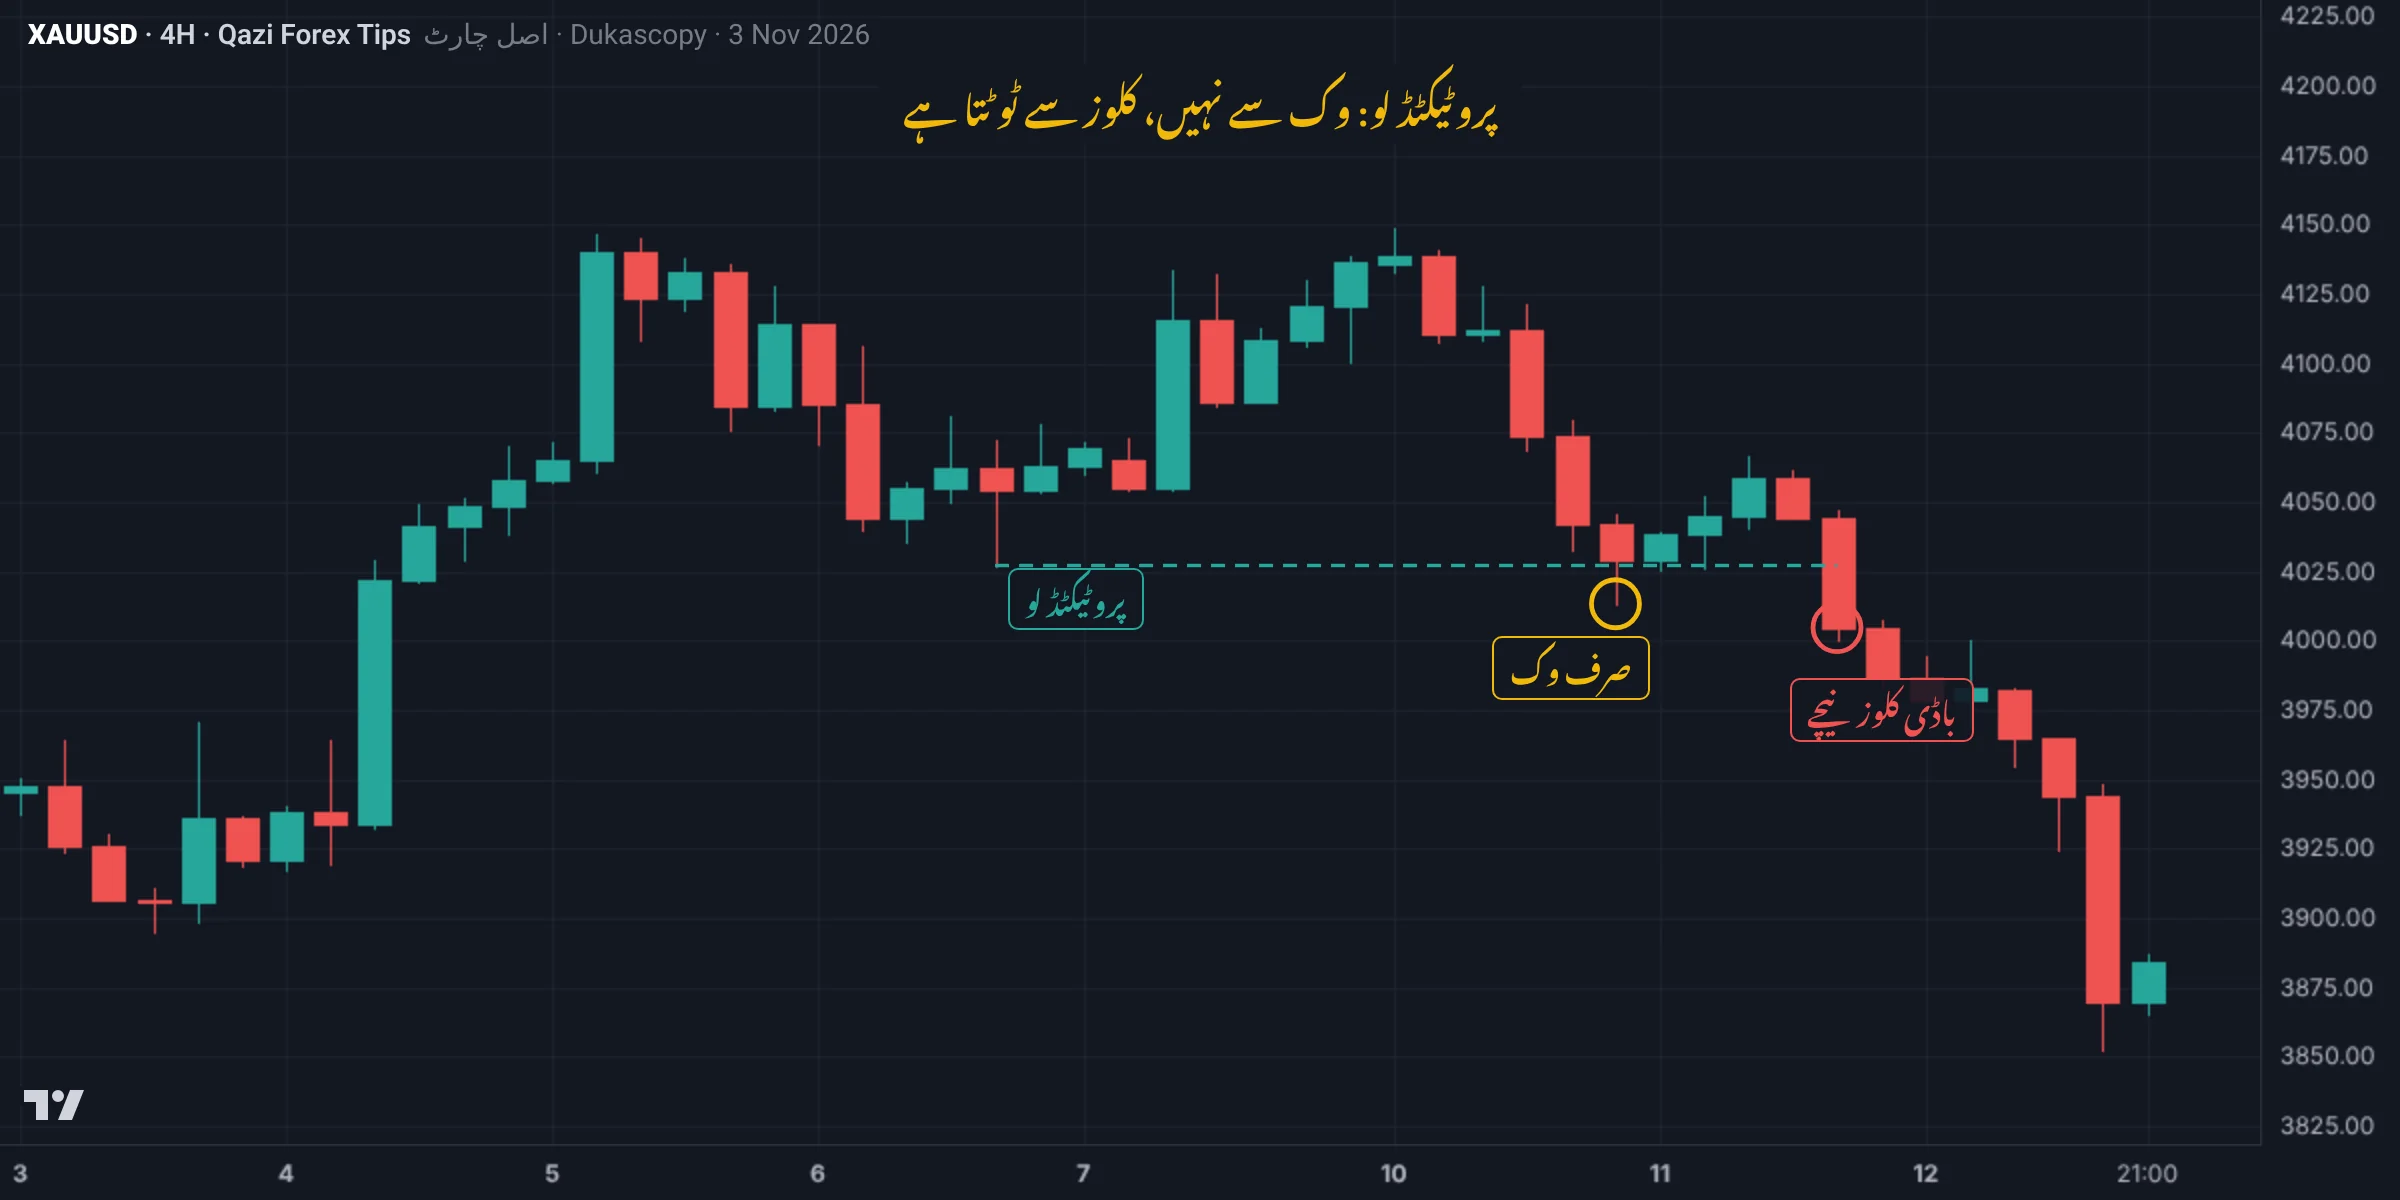 XAUUSD · 4H · Qazi Forex Tips اصل چارٹ · Dukascopy · 3 Nov 2026
پروٹیکٹڈ لو: وک سے نہیں، کلوز سے ٹوٹتا ہے
4225.00
4200.00
4175.00
4150.00
4125.00
4100.00
4075.00
4050.00
4025.00
4000.00
3975.00
3950.00
3925.00
3900.00
3875.00
3850.00
3825.00
پروٹیکٹڈ لو
صرف وک
باڈی کلوز نیچے
3 4 5 6 7 10 11 12 21:00